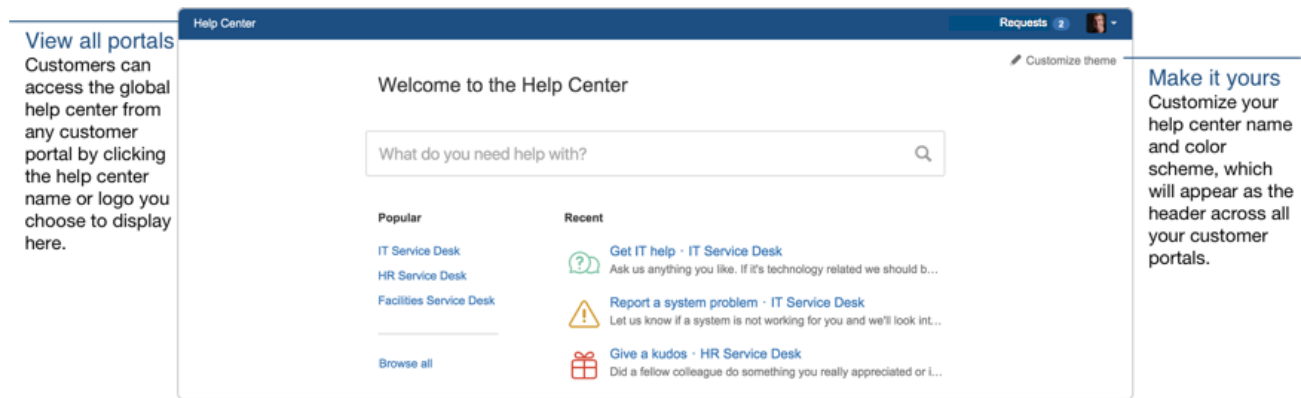 View all portals
Customers can
access the global
help center from
any customer
portal by clicking
the help center
name or logo you
choose to display
here.
Help Center
Requests 2
Customize theme
Welcome to the Help Center
What do you need help with?
Popular
IT Service Desk
HR Service Desk
Facilities Service Desk
Browse all
Recent
Get IT help · IT Service Desk
Ask us anything you like. If it's technology related we should b...
Report a system problem · IT Service Desk
Let us know if a system is not working for you and we'll look int...
Give a kudos · HR Service Desk
Did a fellow colleague do something you really appreciated or i...
Make it yours
Customize your
help center name
and color
scheme, which
will appear as the
header across all
your customer
portals.